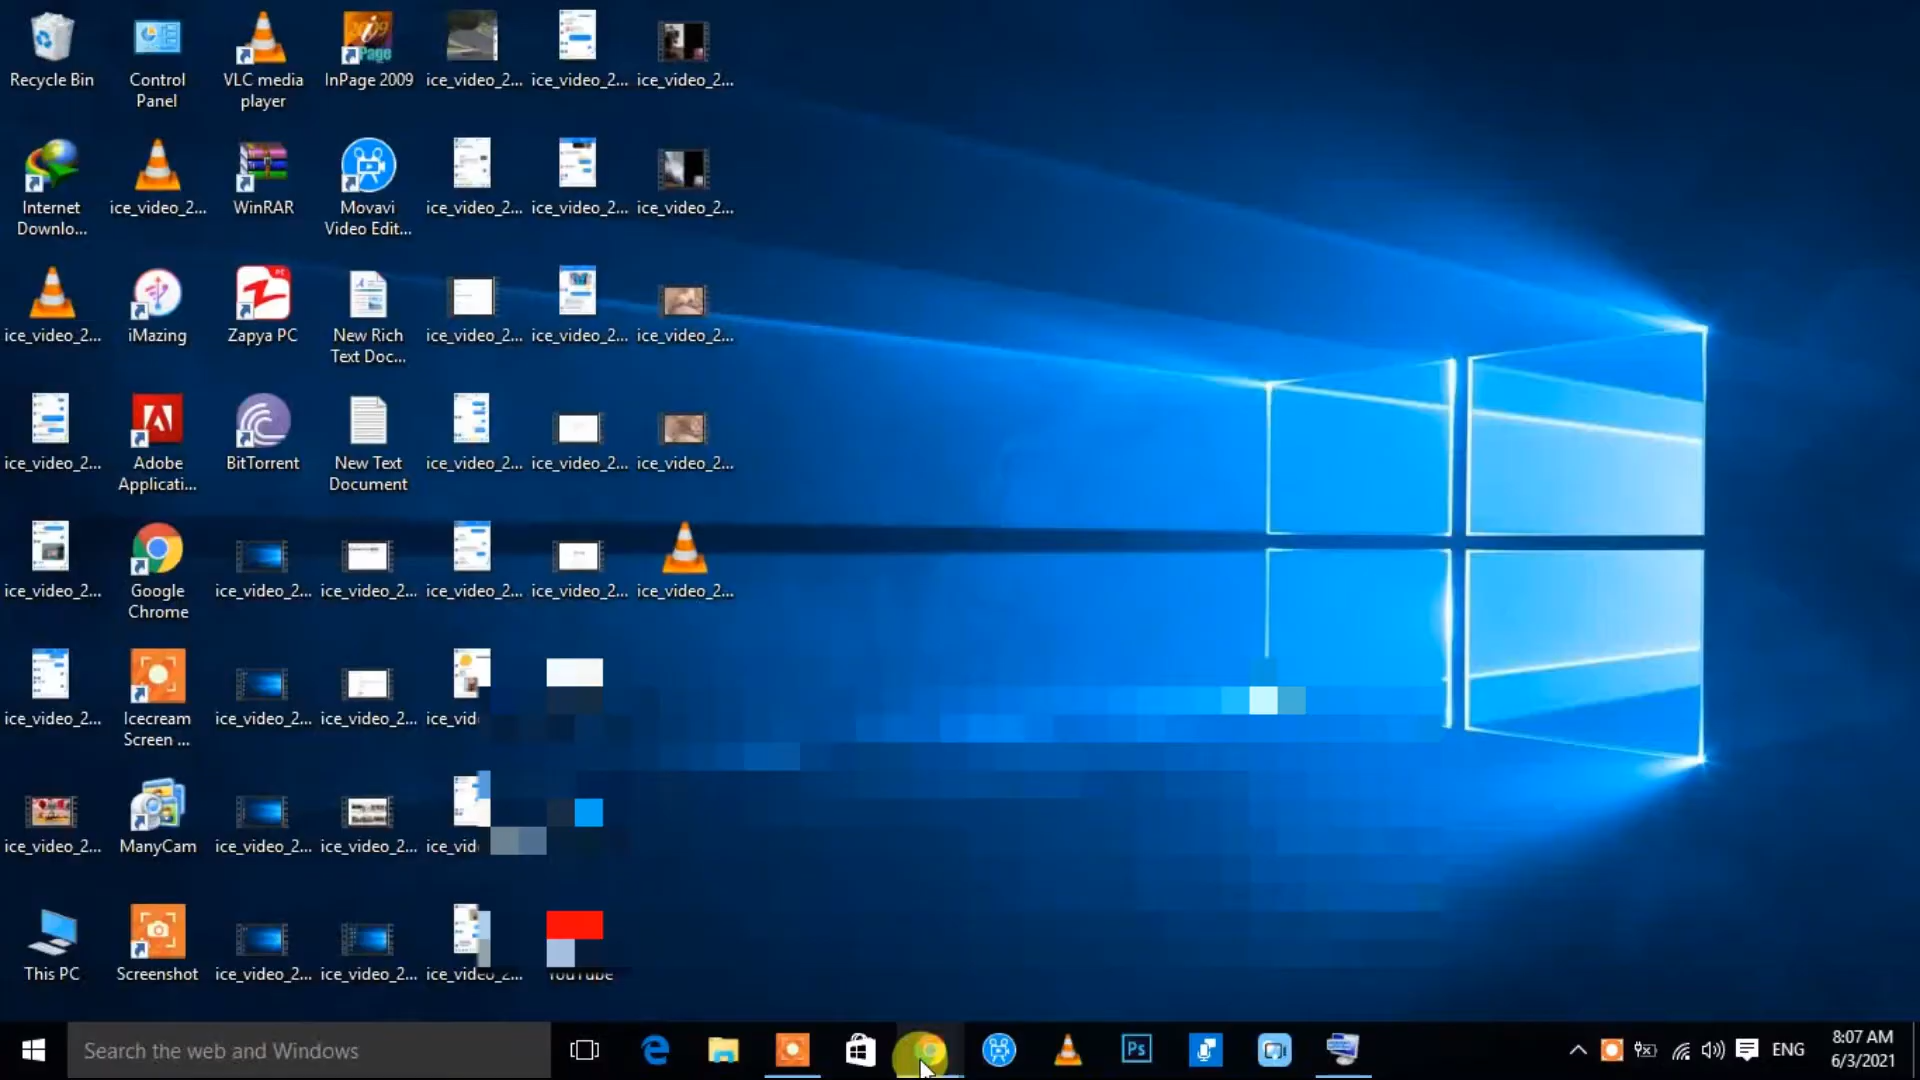 Recycle Bin
Control
Panel
VLC media
player
InPage 2009
ice_video_2...
ice_video_2...
ice_video_2...
Internet
Downlo...
ice_video_2...
WinRAR
Movavi
Video Edit...
ice_video_2...
ice_video_2...
ice_video_2...
ice_video_2...
iMazing
Zapya PC
New Rich
Text Doc...
ice_video_2...
ice_video_2...
ice_video_2...
ice_video_2...
Adobe
Applicati...
BitTorrent
New Text
Document
ice_video_2...
ice_video_2...
ice_video_2...
ice_video_2...
Google
Chrome
ice_video_2...
ice_video_2...
ice_video_2...
ice_video_2...
ice_video_2...
ice_video_2...
Icecream
Screen ...
ice_video_2...
ice_video_2...
ice_vid
ice_video_2...
ManyCam
ice_video_2...
ice_video_2...
ice_vid
This PC
Screenshot
ice_video_2...
ice_video_2...
ice_video_2...
YouTube
Search the web and Windows
Ps
ENG
8:07 AM
6/3/2021